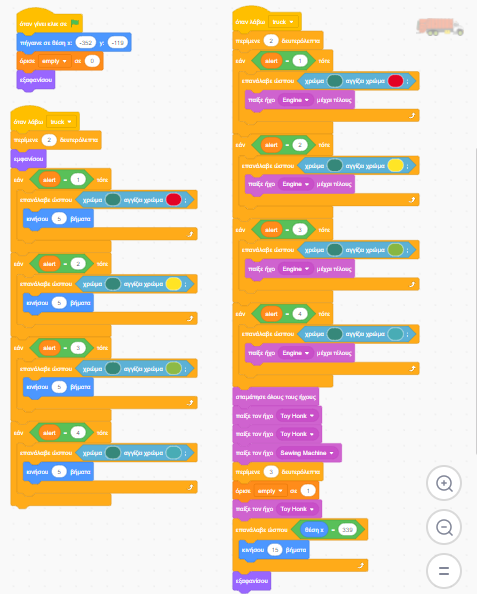 όταν γίνει κλικ σε
πήγαινε σε θέση x: -352 y: -119
όρισε empty σε 0
εξαφανίσου
όταν λάβω truck
περίμενε 2 δευτερόλεπτα
εμφανίσου
εάν alert = 1 τότε
επανάλαβε ώσπου χρώμα αγγίζει χρώμα ;
κινήσου 5 βήματα
εάν alert = 2 τότε
επανάλαβε ώσπου χρώμα αγγίζει χρώμα ;
κινήσου 5 βήματα
εάν alert = 3 τότε
επανάλαβε ώσπου χρώμα αγγίζει χρώμα ;
κινήσου 5 βήματα
εάν alert = 4 τότε
επανάλαβε ώσπου χρώμα αγγίζει χρώμα ;
κινήσου 5 βήματα
όταν λάβω truck
περίμενε 2 δευτερόλεπτα
εάν alert = 1 τότε
επανάλαβε ώσπου χρώμα αγγίζει χρώμα ;
παίξε ήχο Engine μέχρι τέλους
εάν alert = 2 τότε
επανάλαβε ώσπου χρώμα αγγίζει χρώμα ;
παίξε ήχο Engine μέχρι τέλους
εάν alert = 3 τότε
επανάλαβε ώσπου χρώμα αγγίζει χρώμα ;
παίξε ήχο Engine μέχρι τέλους
εάν alert = 4 τότε
επανάλαβε ώσπου χρώμα αγγίζει χρώμα ;
παίξε ήχο Engine μέχρι τέλους
σταμάτησε όλους τους ήχους
παίξε τον ήχο Toy Honk
παίξε τον ήχο Toy Honk
παίξε τον ήχο Sewing Machine
περίμενε 3 δευτερόλεπτα
όρισε empty σε 1
παίξε τον ήχο Toy Honk
επανάλαβε ώσπου θέση x = 339
κινήσου 15 βήματα
εξαφανίσου